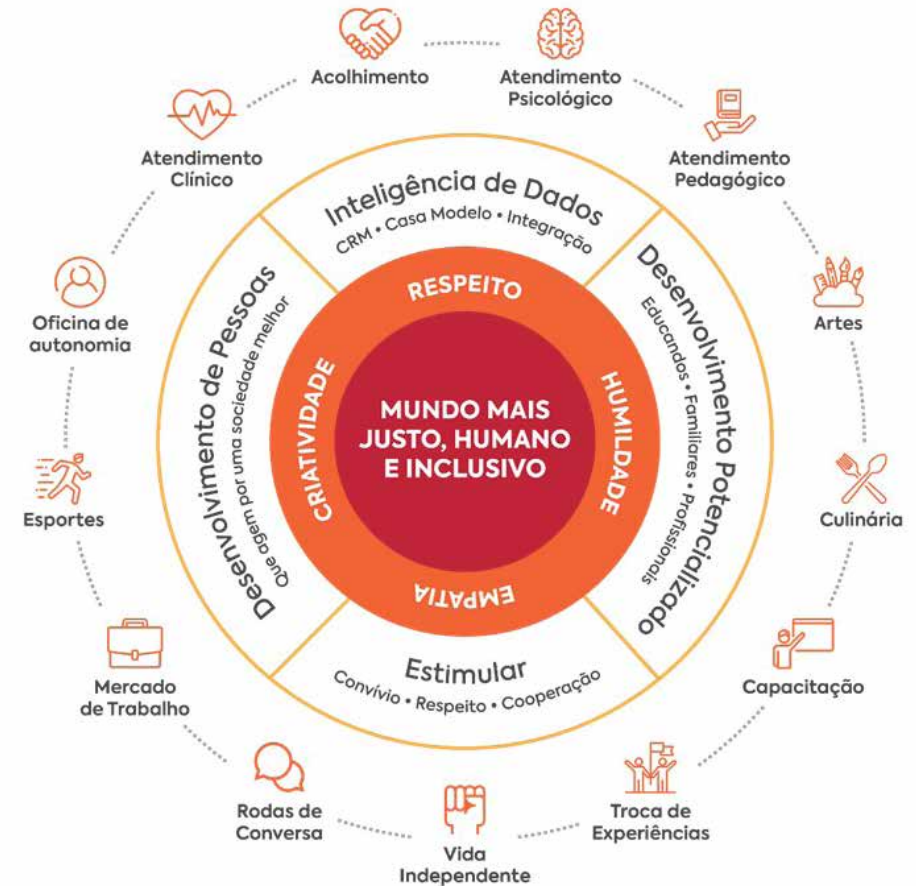 Acolhimento
Atendimento
Psicológico
Atendimento
Pedagógico
Artes
Culinária
Capacitação
Troca de
Experiências
Vida
Independente
Rodas de
Conversa
Mercado
de Trabalho
Esportes
Oficina de
autonomia
Atendimento
Clínico
Inteligência de Dados
CRM • Casa Modelo • Integração
Desenvolvimento Potencializado
Educandos • Familiares • Profissionais
Estimular
Convívio • Respeito • Cooperação
Desenvolvimento de Pessoas
Que agem por uma sociedade melhor
RESPEITO
HUMILDADE
EMPATIA
CRIATIVIDADE
MUNDO MAIS
JUSTO, HUMANO
E INCLUSIVO